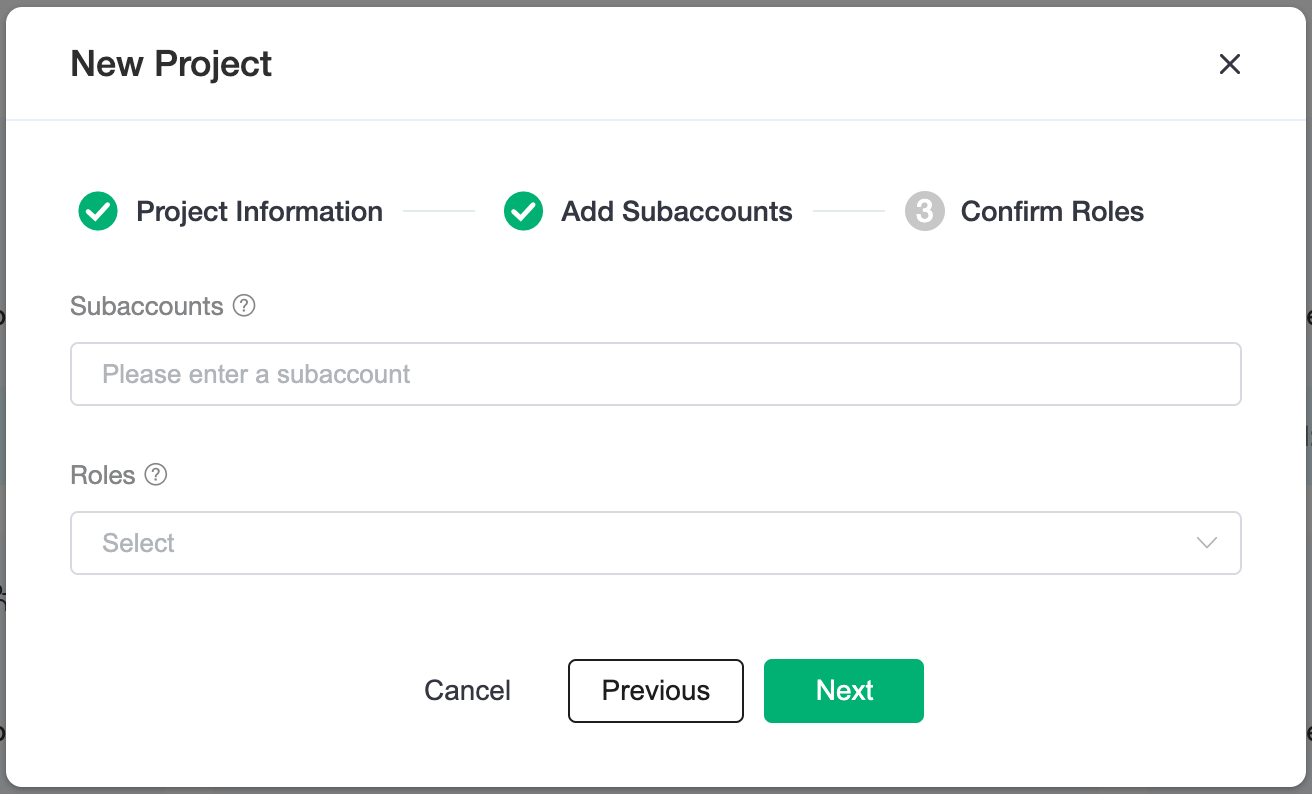 New Project
Project Information Add Subaccounts 3 Confirm Roles
Subaccounts ?
Please enter a subaccount
Roles ?
Select
Cancel Previous Next